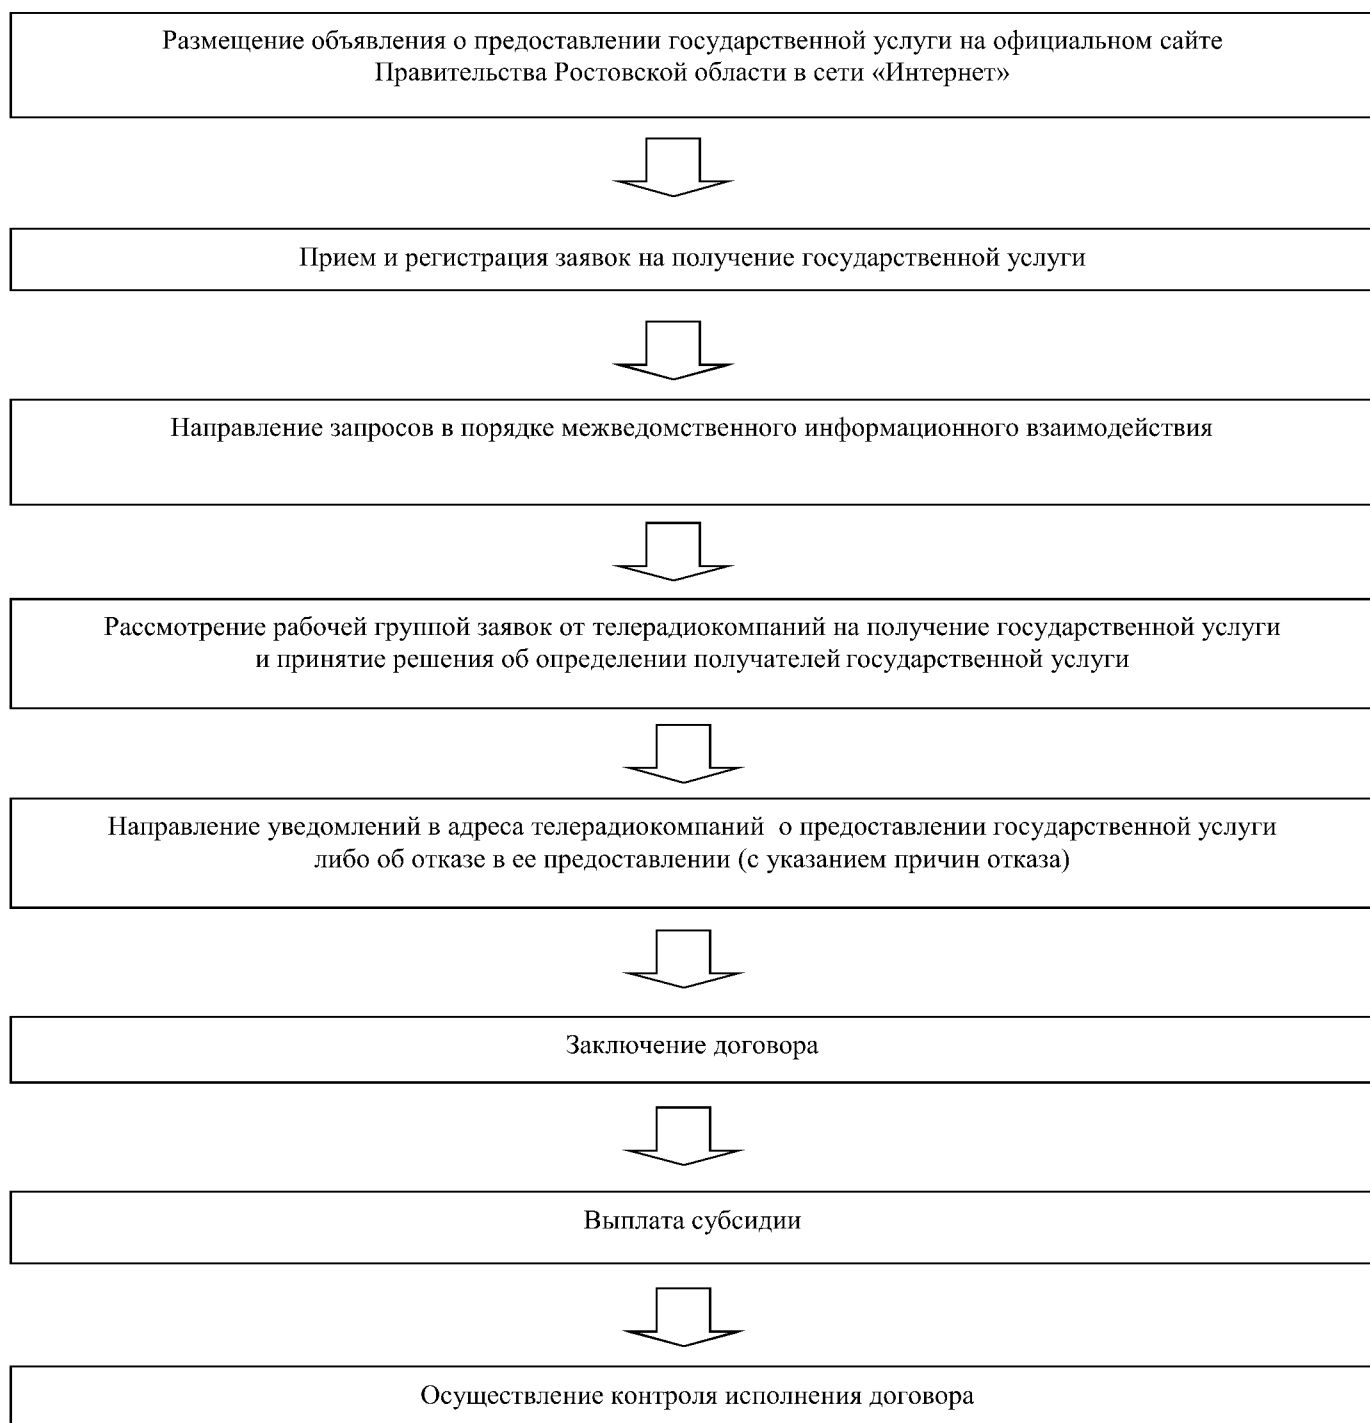 Размещение объявления о предоставлении государственной услуги на официальном сайте
Правительства Ростовской области в сети «Интернет»
Прием и регистрация заявок на получение государственной услуги
Направление запросов в порядке межведомственного информационного взаимодействия
Рассмотрение рабочей группой заявок от телерадиокомпаний на получение государственной услуги
и принятие решения об определении получателей государственной услуги
Направление уведомлений в адреса телерадиокомпаний о предоставлении государственной услуги
либо об отказе в ее предоставлении (с указанием причин отказа)
Заключение договора
Выплата субсидии
Осуществление контроля исполнения договора